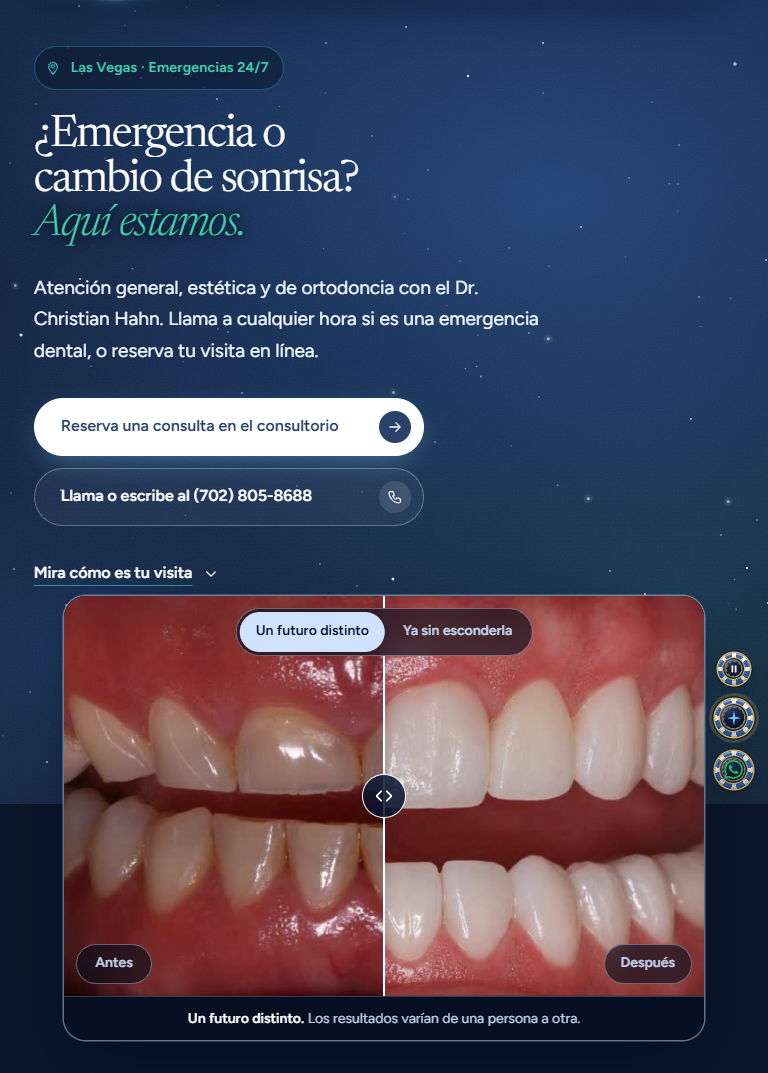 Las Vegas · Emergencias 24/7
¿Emergencia o
cambio de sonrisa?
Aquí estamos.
Atención general, estética y de ortodoncia con el Dr.
Christian Hahn. Llama a cualquier hora si es una emergencia
dental, o reserva tu visita en línea.
Reserva una consulta en el consultorio
Llama o escribe al (702) 805-8688
Mira cómo es tu visita
Un futuro distinto
Ya sin esconderla
Antes
Después
Un futuro distinto. Los resultados varían de una persona a otra.